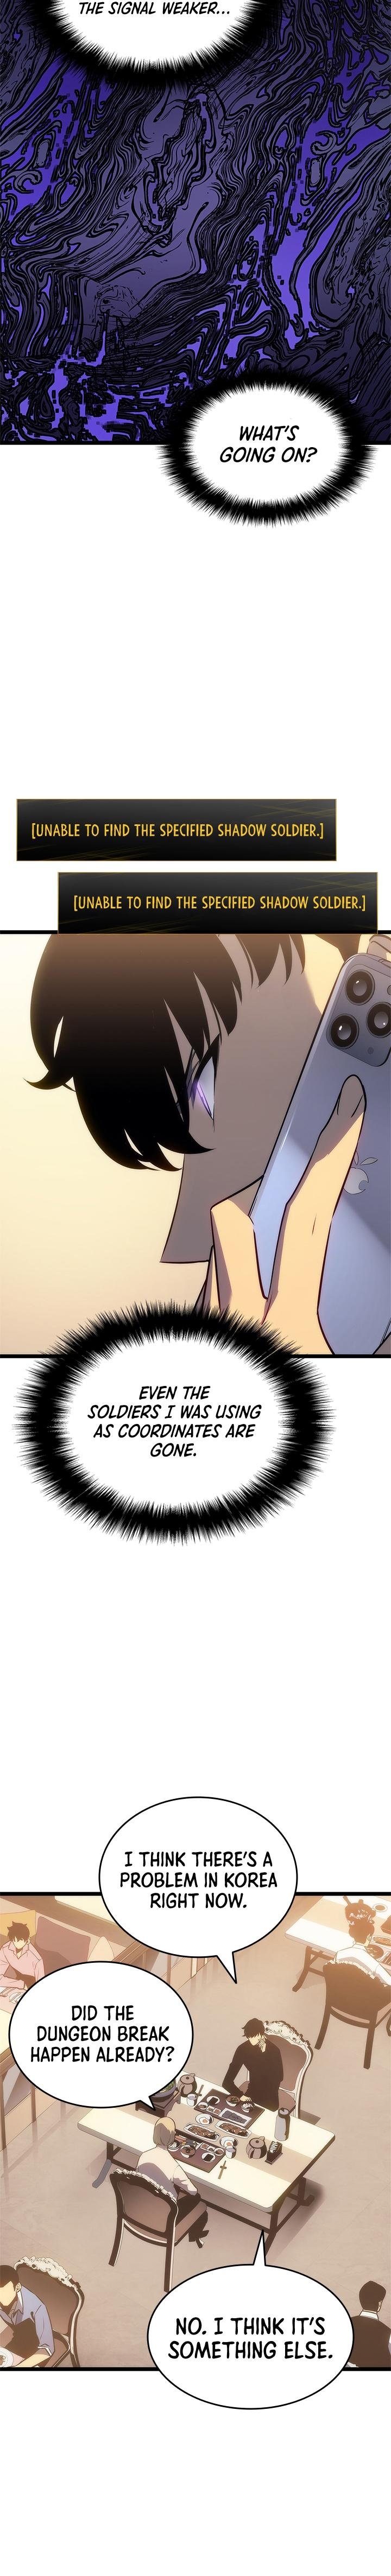 THE SIGNAL WEAKER...
WHAT'S
GOING ON?
[UNABLE TO FIND THE SPECIFIED SHADOW SOLDIER.]
[UNABLE TO FIND THE SPECIFIED SHADOW SOLDIER.]
EVEN THE
SOLDIERS I WAS USING
AS COORDINATES ARE
GONE.
I THINK THERE'S A
PROBLEM IN KOREA
RIGHT NOW.
DID THE
DUNGEON BREAK
HAPPEN ALREADY?
NO. I THINK IT'S
SOMETHING ELSE.